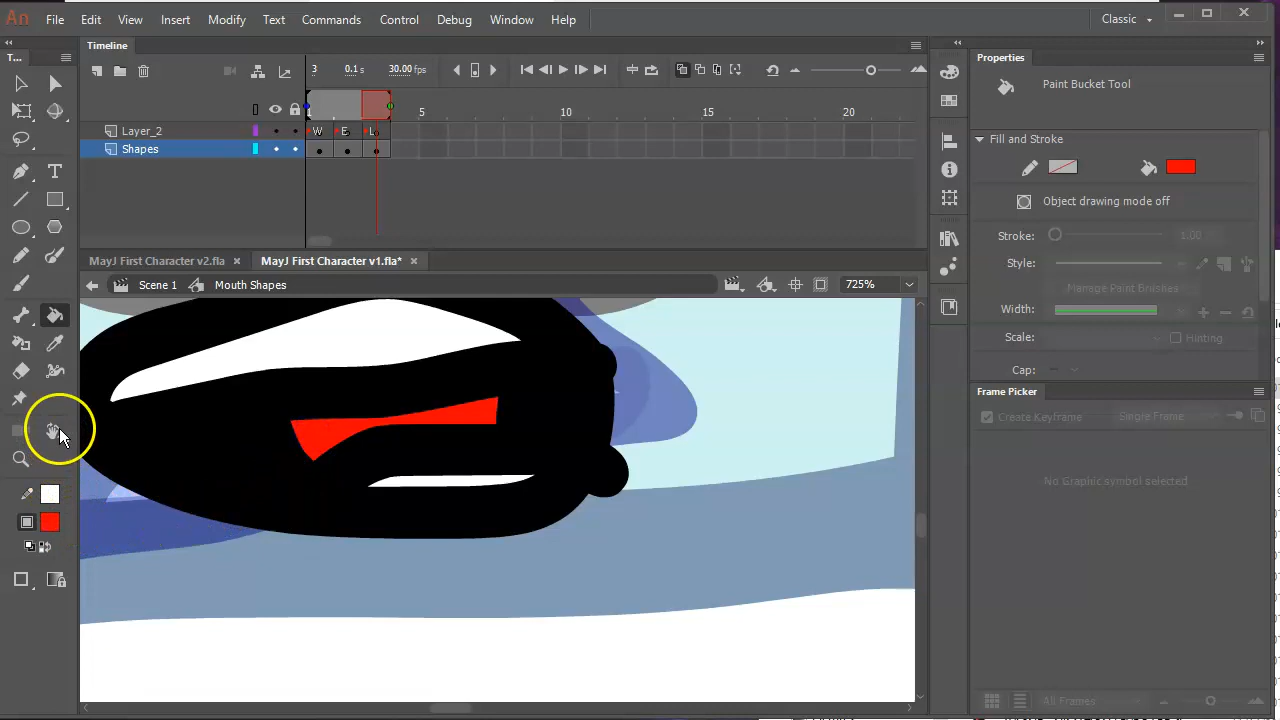 An File Edit View Insert Modify Text Commands Control Debug Window Help Classic
T... Timeline Properties
3 0.1 s 30.00 fps
Paint Bucket Tool
1 5 10 15 20
Layer_2 W E L
Shapes
Fill and Stroke
Object drawing mode off
Stroke: 1.00
MayJ First Character v2.fla × MayJ First Character v1.fla* ×
Style:
Scene 1 Mouth Shapes 725%
Manage Paint Brushes
Width:
Scale: Hinting
Cap:
Frame Picker
Create Keyframe Single Frame
No Graphic symbol selected
All Frames